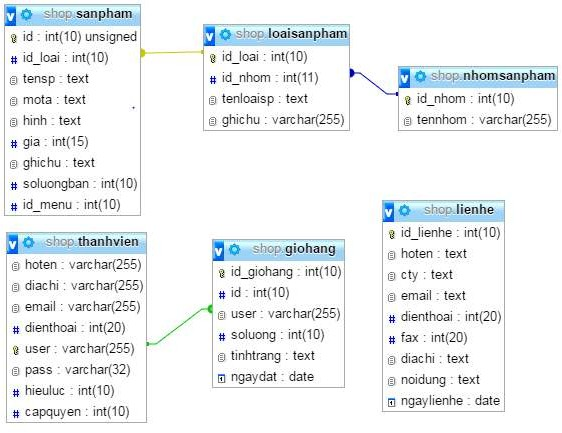 shop.sanpham
id : int(10) unsigned
id_loai : int(10)
tensp : text
mota : text
hinh : text
gia : int(15)
ghichu : text
soluongban : int(10)
id_menu : int(10)
shop.loaisanpham
id_loai : int(10)
id_nhom : int(11)
tenloaisp : text
ghichu : varchar(255)
shop.nhomsanpham
id_nhom : int(10)
tennhom : varchar(255)
shop.thanhvien
hoten : varchar(255)
diachi : varchar(255)
email : varchar(255)
dienthoai : int(20)
user : varchar(255)
pass : varchar(32)
hieuluc : int(10)
capquyen : int(10)
shop.giohang
id_giohang : int(10)
id : int(10)
user : varchar(255)
soluong : int(10)
tinhtrang : text
ngaydat : date
shop.lienhe
id_lienhe : int(10)
hoten : text
cty : text
email : text
dienthoai : int(20)
fax : int(20)
diachi : text
noidung : text
ngaylienhe : date